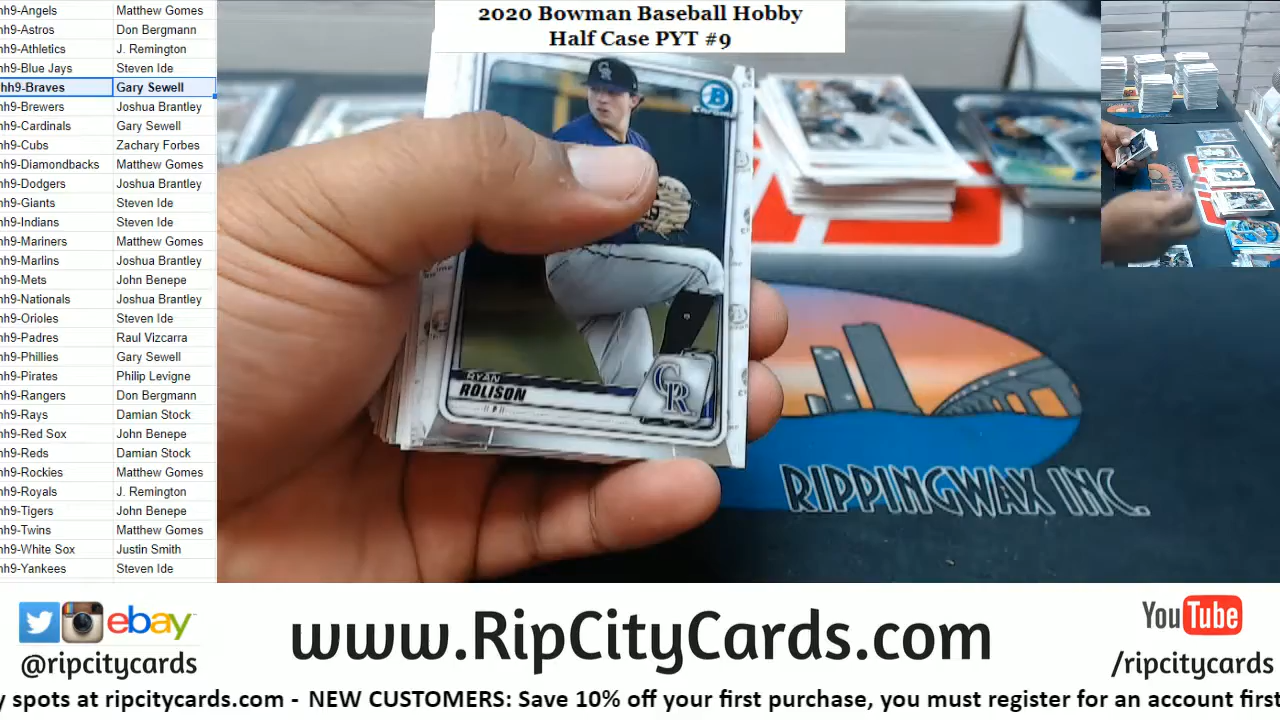 hh9-Angels Matthew Gomes
hh9-Astros Don Bergmann
hh9-Athletics J. Remington
hh9-Blue Jays Steven Ide
hh9-Braves Gary Sewell
hh9-Brewers Joshua Brantley
hh9-Cardinals Gary Sewell
hh9-Cubs Zachary Forbes
hh9-Diamondbacks Matthew Gomes
hh9-Dodgers Joshua Brantley
hh9-Giants Steven Ide
hh9-Indians Steven Ide
hh9-Mariners Matthew Gomes
hh9-Marlins Joshua Brantley
hh9-Mets John Benepe
hh9-Nationals Joshua Brantley
hh9-Orioles Steven Ide
hh9-Padres Raul Vizcarra
hh9-Phillies Gary Sewell
hh9-Pirates Philip Levigne
hh9-Rangers Don Bergmann
hh9-Rays Damian Stock
hh9-Red Sox John Benepe
hh9-Reds Damian Stock
hh9-Rockies Matthew Gomes
hh9-Royals J. Remington
hh9-Tigers John Benepe
hh9-Twins Matthew Gomes
hh9-White Sox Justin Smith
hh9-Yankees Steven Ide
2020 Bowman Baseball Hobby
Half Case PYT #9
CR
B
Chrome
RYAN
ROLISON
P
CR
RIPPINGWAX INC.
ebay
@ripcitycards
www.RipCityCards.com
YouTube
/ripcitycards
y spots at ripcitycards.com - NEW CUSTOMERS: Save 10% off your first purchase, you must register for an account first